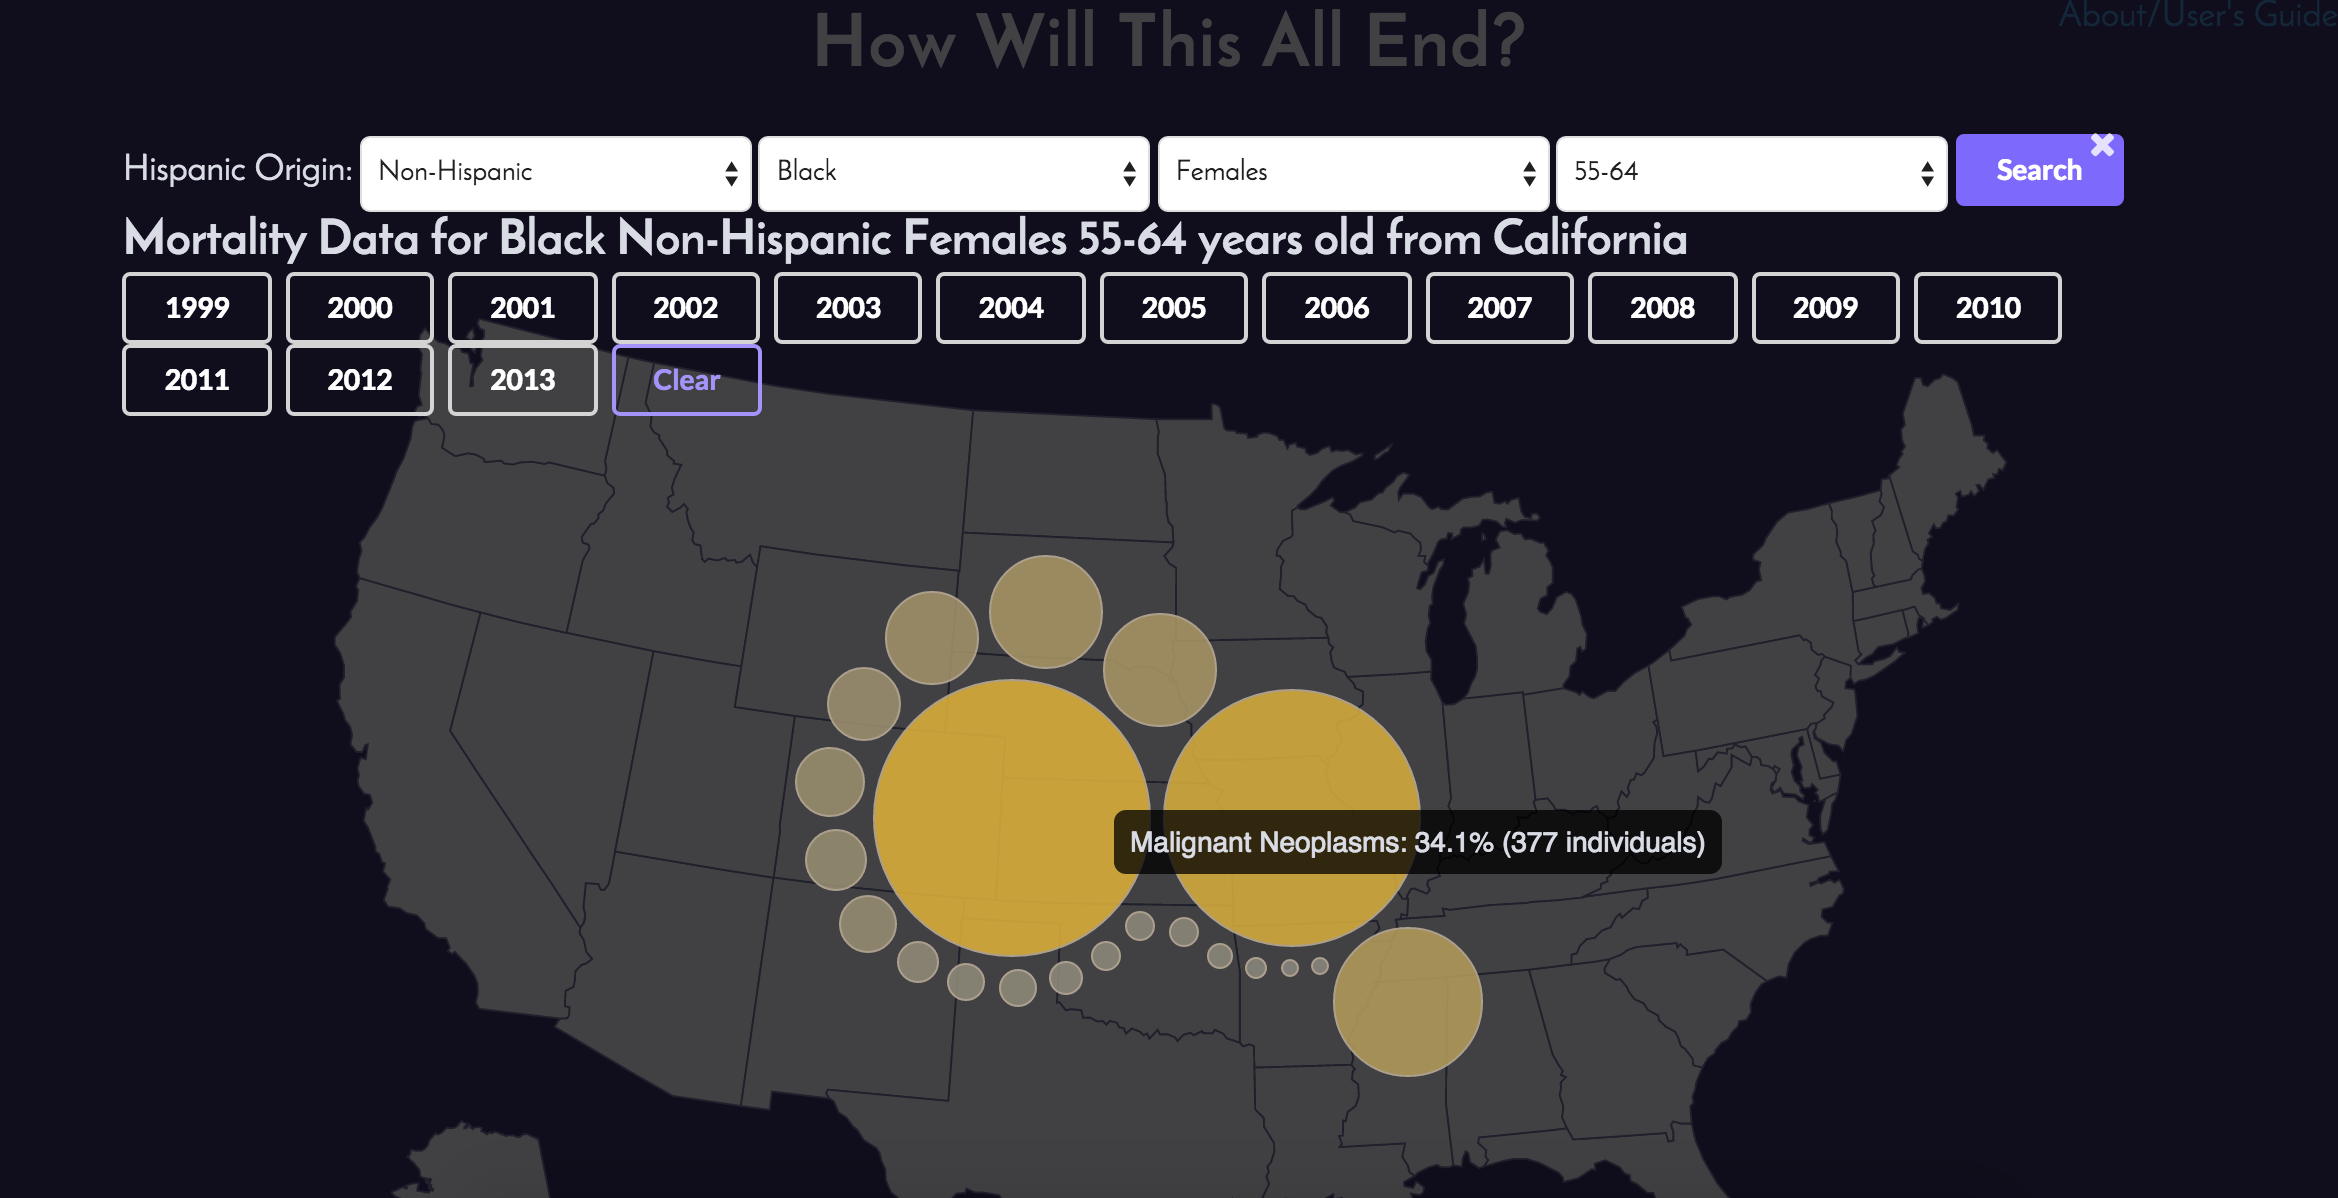 About/User's Guide
How Will This All End?
Hispanic Origin: Non-Hispanic Black Females 55-64 Search
Mortality Data for Black Non-Hispanic Females 55-64 years old from California
1999 2000 2001 2002 2003 2004 2005 2006 2007 2008 2009 2010
2011 2012 2013 Clear
Malignant Neoplasms: 34.1% (377 individuals)